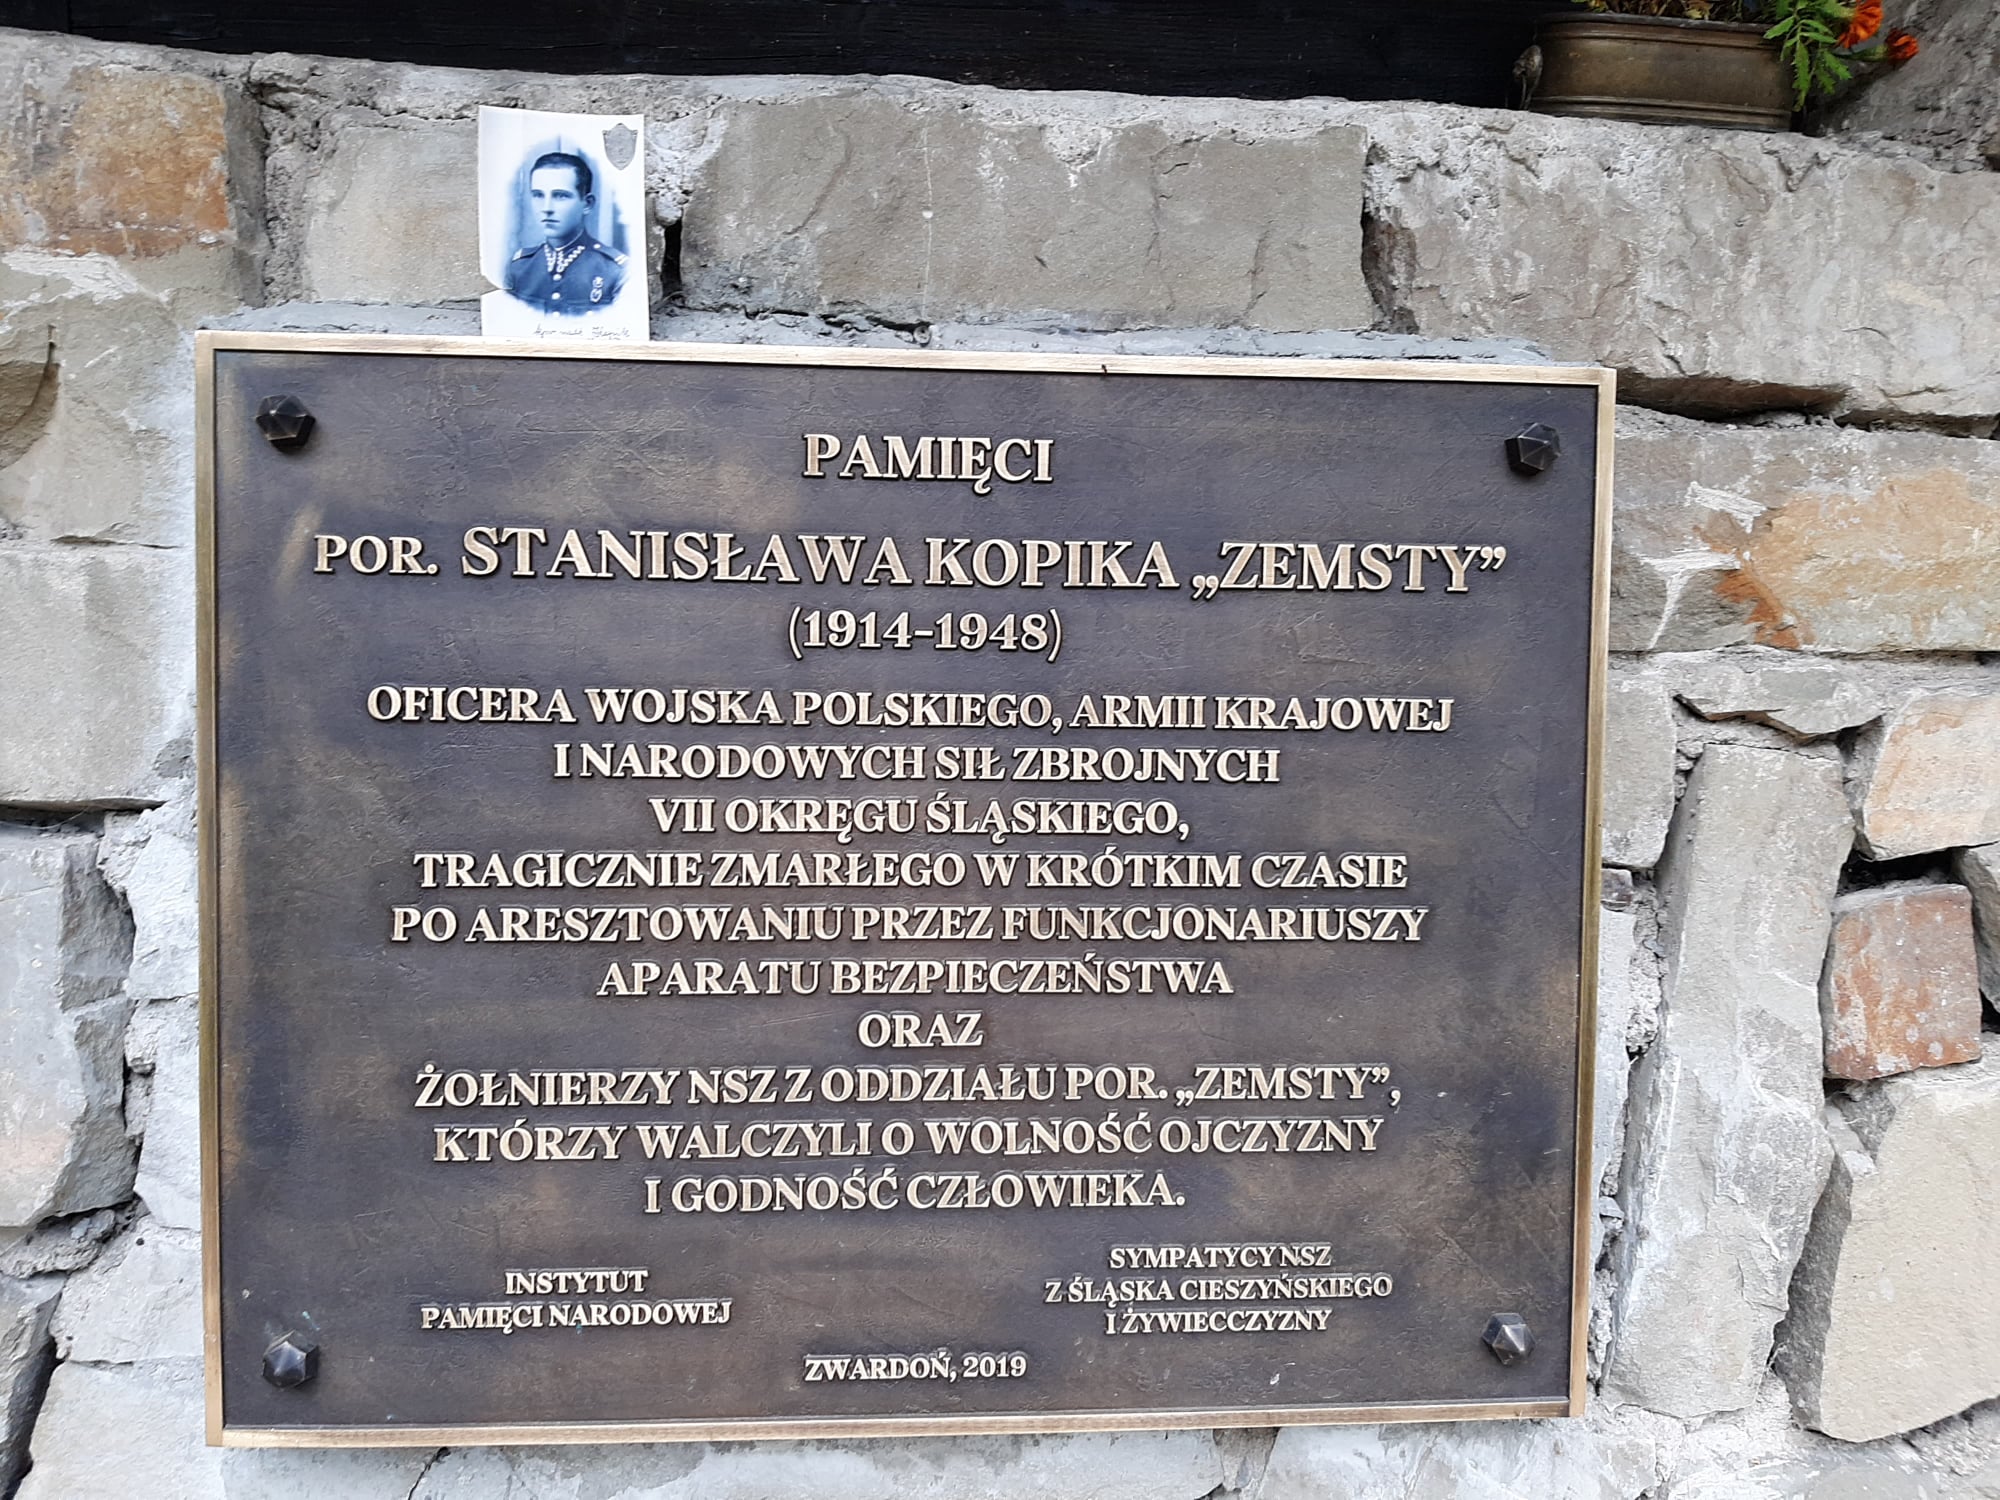 PAMIĘCI
POR. STANISŁAWA KOPIKA „ZEMSTY”
(1914-1948)
OFICERA WOJSKA POLSKIEGO, ARMII KRAJOWEJ
I NARODOWYCH SIŁ ZBROJNYCH
VII OKRĘGU ŚLĄSKIEGO,
TRAGICZNIE ZMARŁEGO W KRÓTKIM CZASIE
PO ARESZTOWANIU PRZEZ FUNKCJONARIUSZY
APARATU BEZPIECZEŃSTWA
ORAZ
ŻOŁNIERZY NSZ Z ODDZIAŁU POR. „ZEMSTY”,
KTÓRZY WALCZYLI O WOLNOŚĆ OJCZYZNY
I GODNOŚĆ CZŁOWIEKA.
INSTYTUT
PAMIĘCI NARODOWEJ
SYMPATYCY NSZ
Z ŚLĄSKA CIESZYŃSKIEGO
I ŻYWIECCZYZNY
ZWARDOŃ, 2019